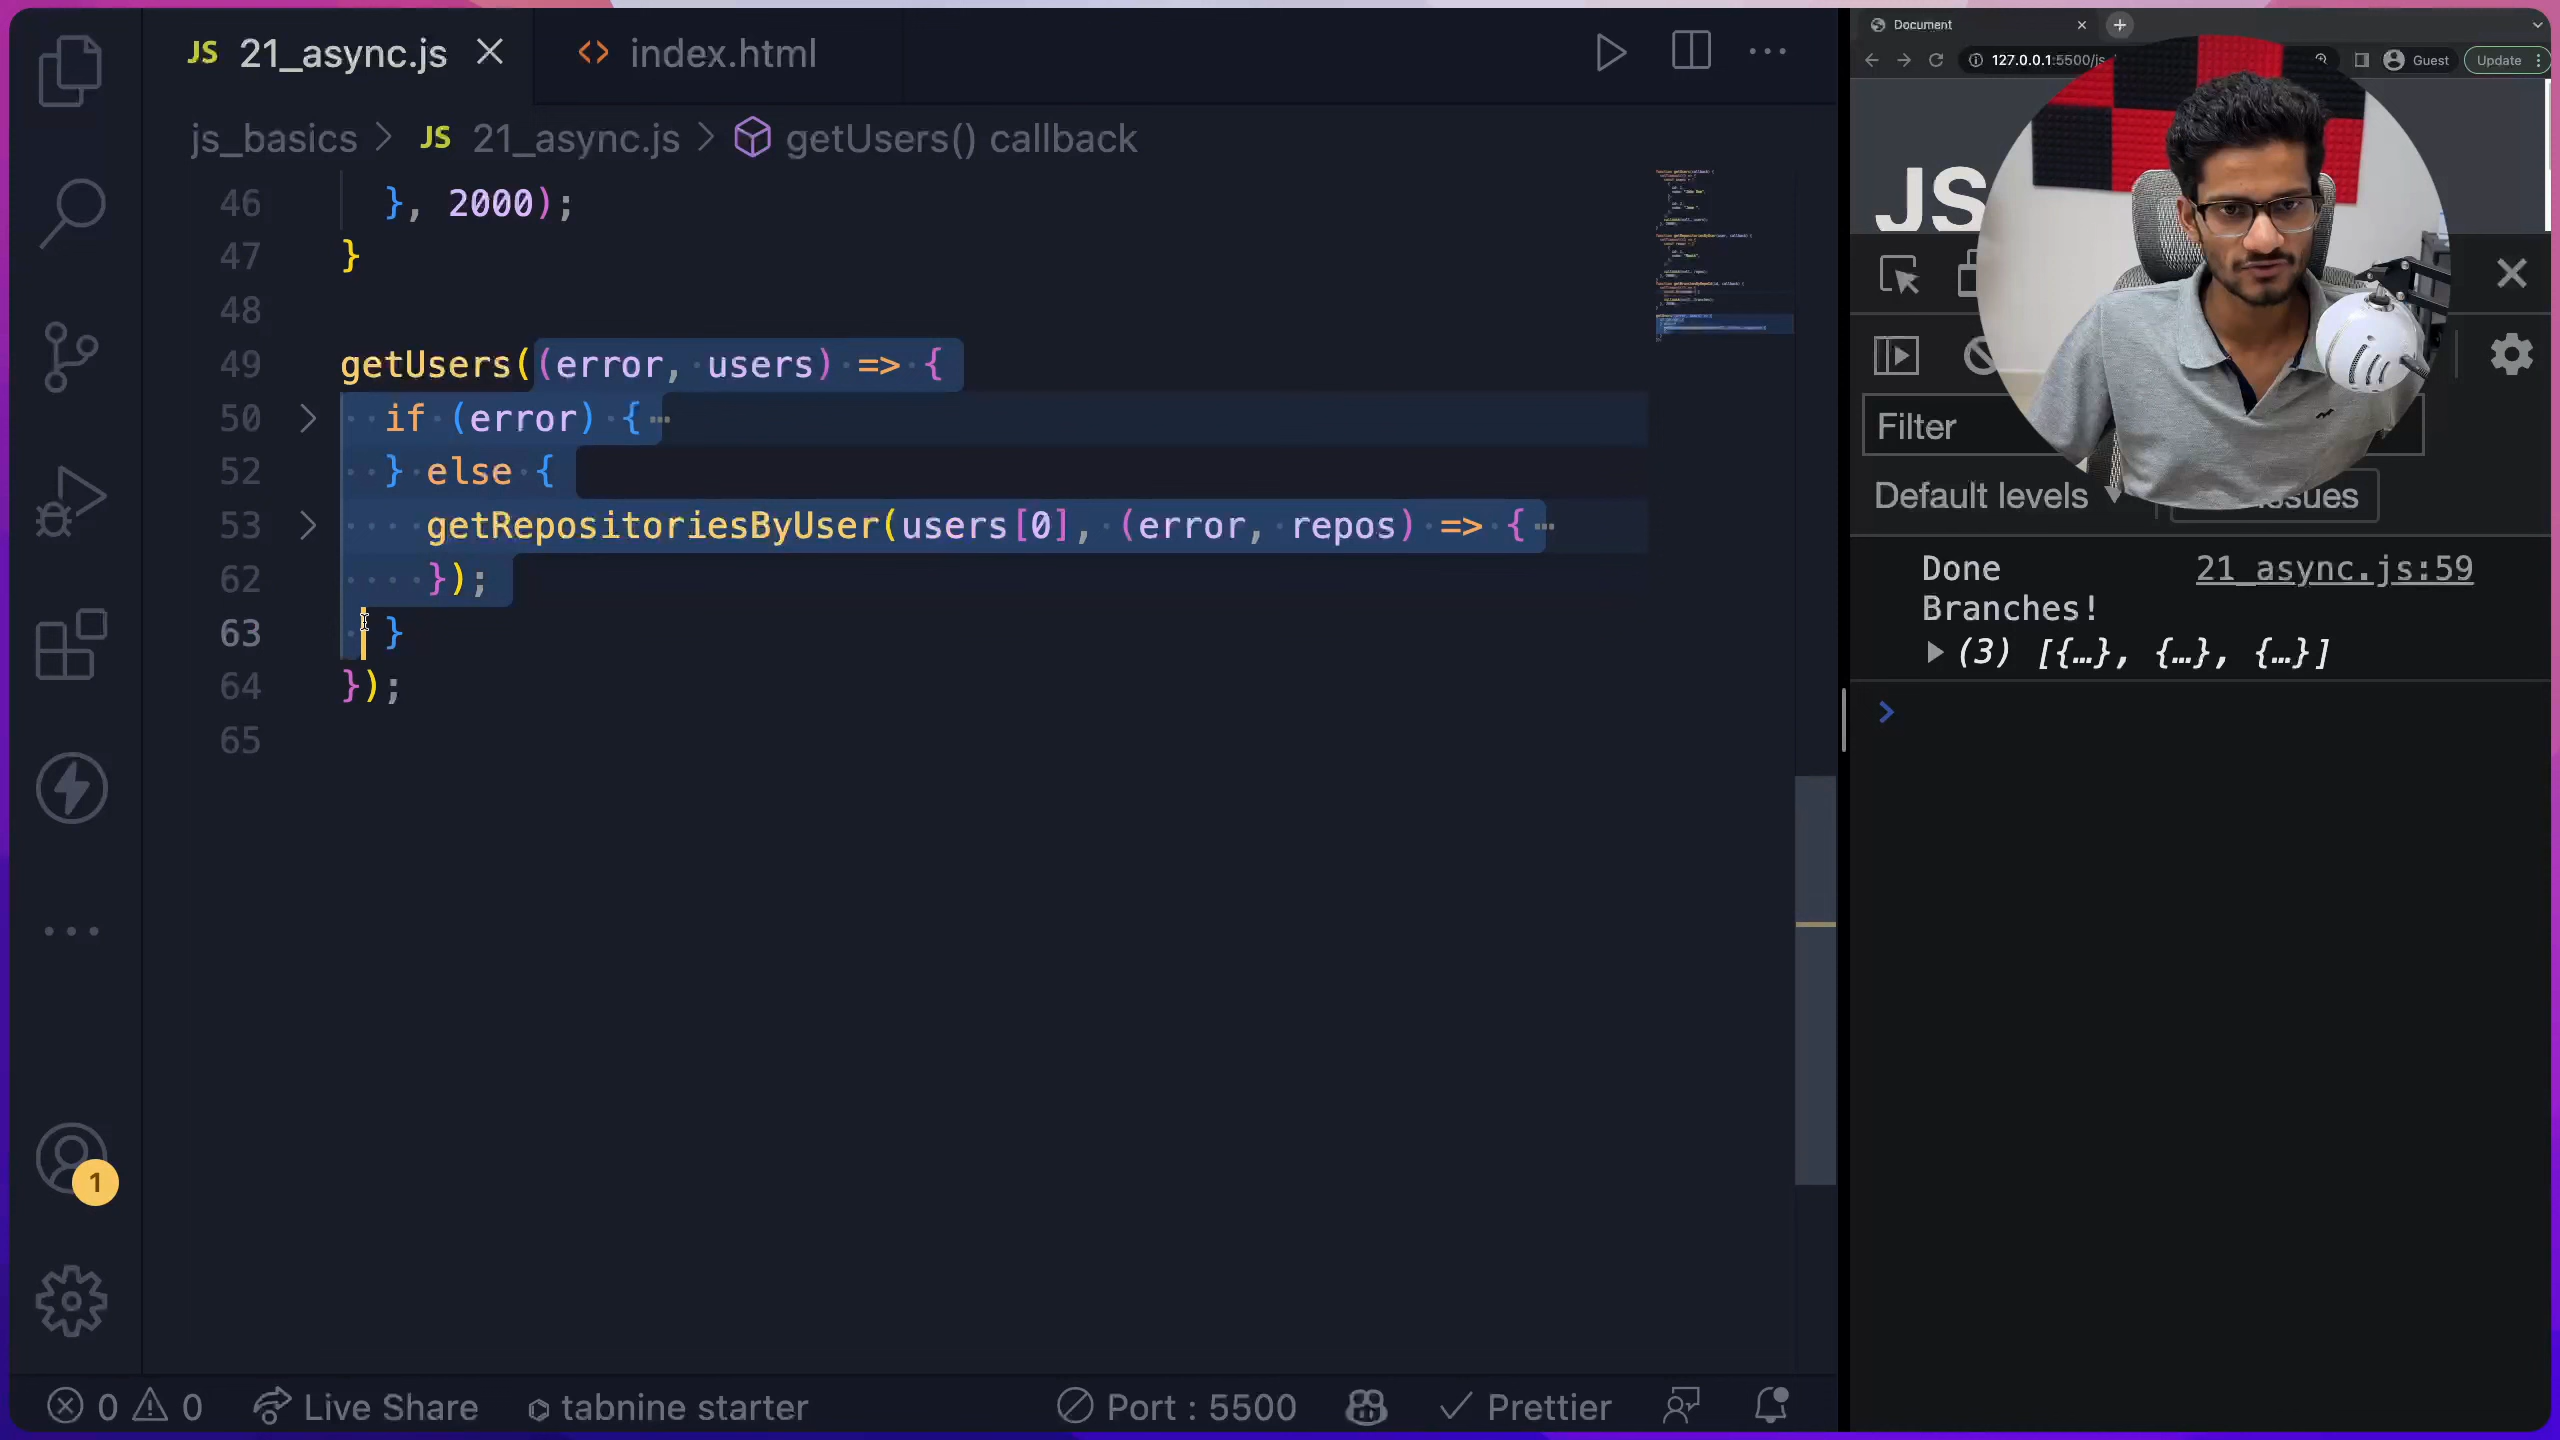 JS 21_async.js
index.html
js_basics > JS 21_async.js > getUsers() callback
46 }, 2000);
47 }
48
49 getUsers((error, users) => {
50 if (error) {
52 } else {
53 getRepositoriesByUser(users[0], (error, repos) => {
62 });
63 }
64 });
65
1
0 0 Live Share tabnine starter Port : 5500 Prettier
Document
127.0.0.1:5500/js
Guest
Update
JS
Filter
Default levels
Done 21_async.js:59
Branches!
(3) [{…}, {…}, {…}]